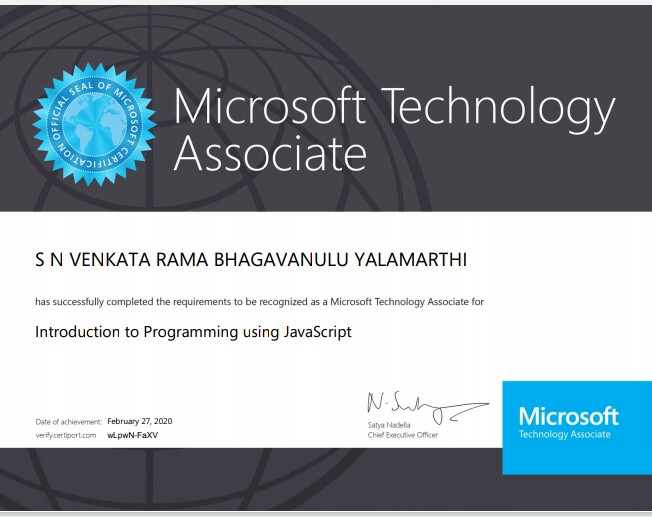 OFFICIAL SEAL OF MICROSOFT
CERTIFICATION
Microsoft Technology
Associate
S N VENKATA RAMA BHAGAVANULU YALAMARTHI
has successfully completed the requirements to be recognized as a Microsoft Technology Associate for
Introduction to Programming using JavaScript
Date of achievement: February 27, 2020
verify.certiport.com wLpwN-FaXV
Satya Nadella
Chief Executive Officer
Microsoft
Technology Associate